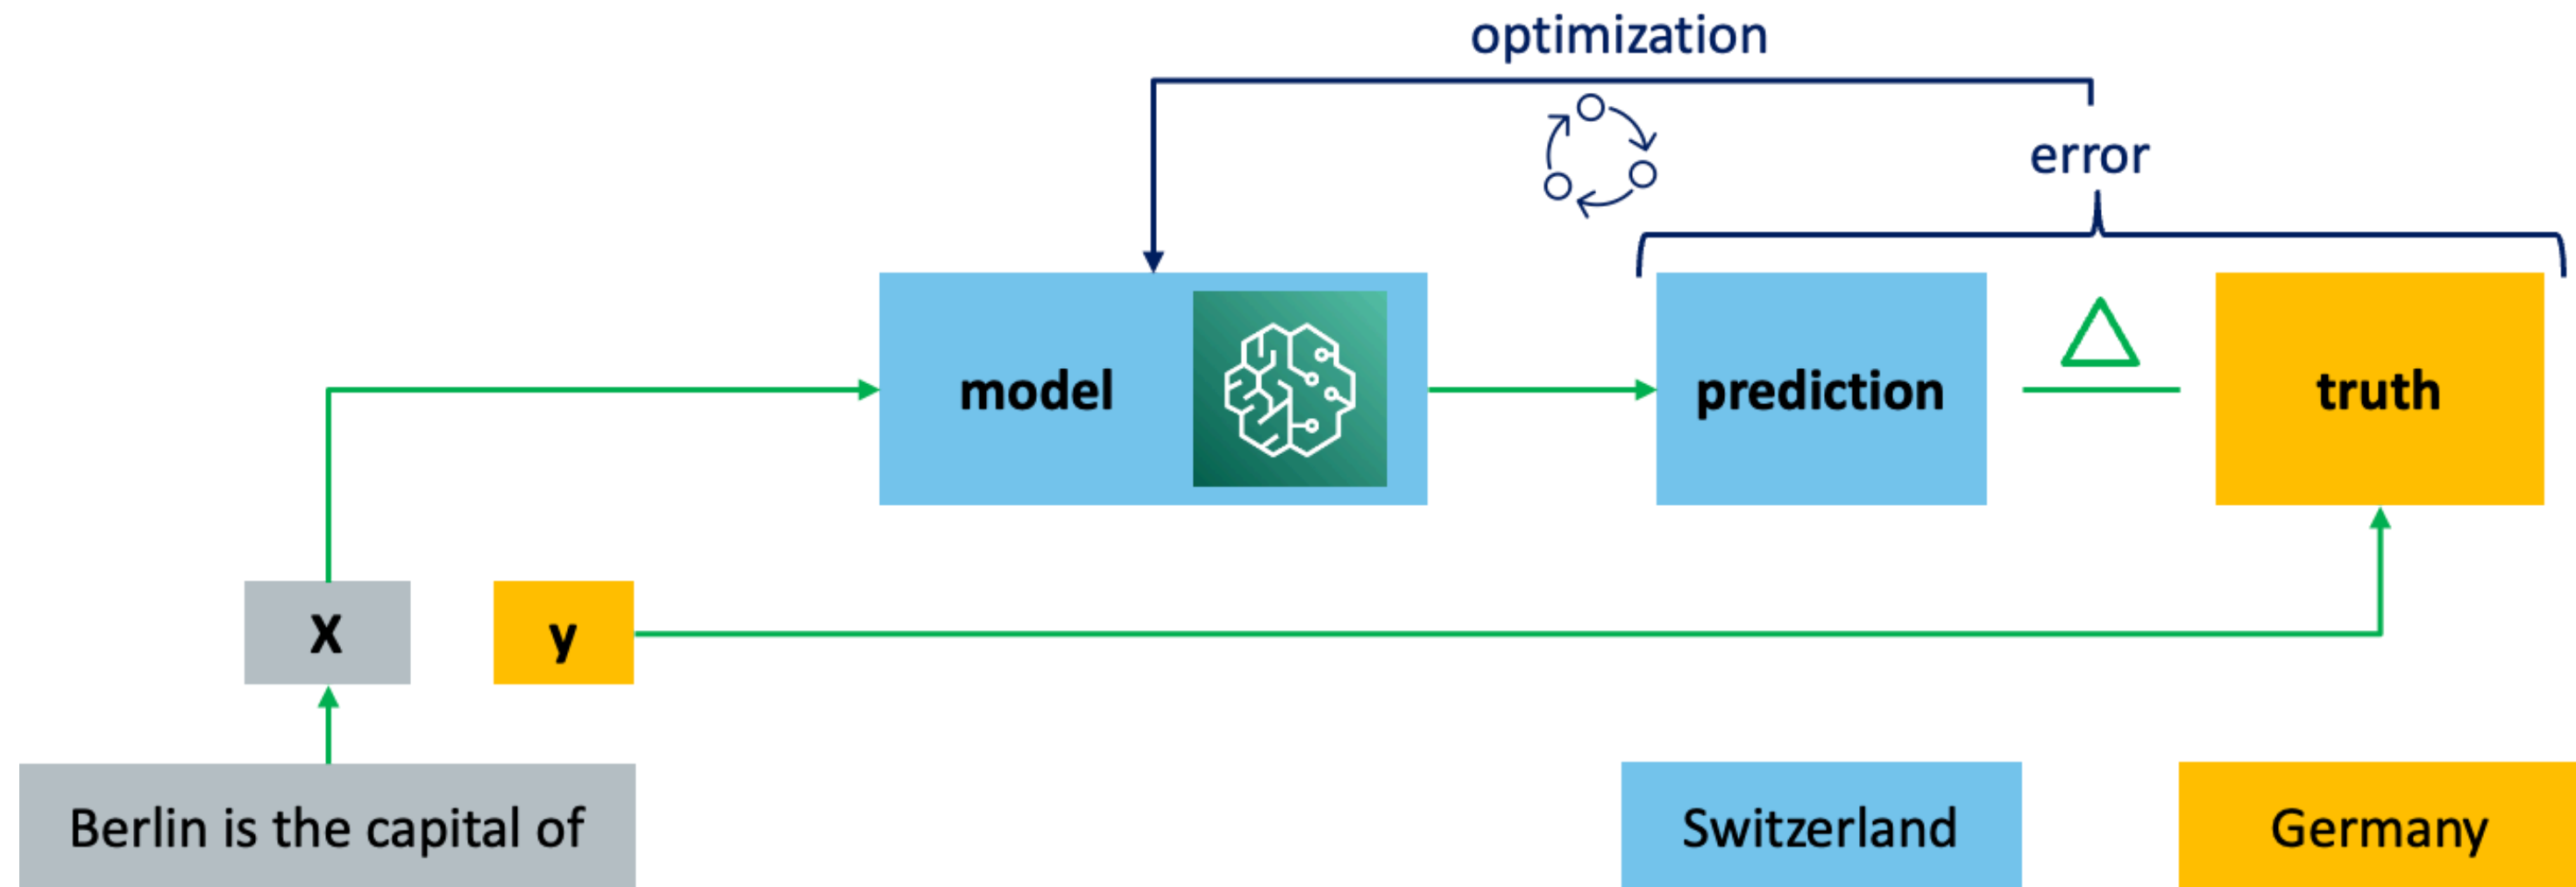 optimization
error
model
prediction
truth
X
y
Berlin is the capital of
Switzerland
Germany